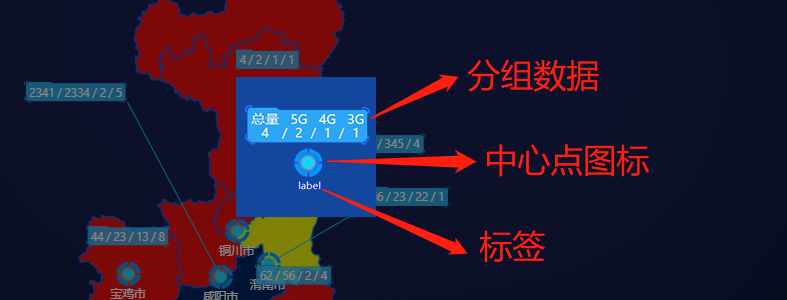 4 / 2 / 1 / 1
分组数据
2341 / 2334 / 2 / 5
总量 5G 4G 3G
4 / 2 / 1 / 1
/ 345 / 4
中心点图标
label
6 / 23 / 22 / 1
44 / 23 / 13 / 8
标签
铜川市
62 / 56 / 2 / 4
渭南市
宝鸡市
咸阳市